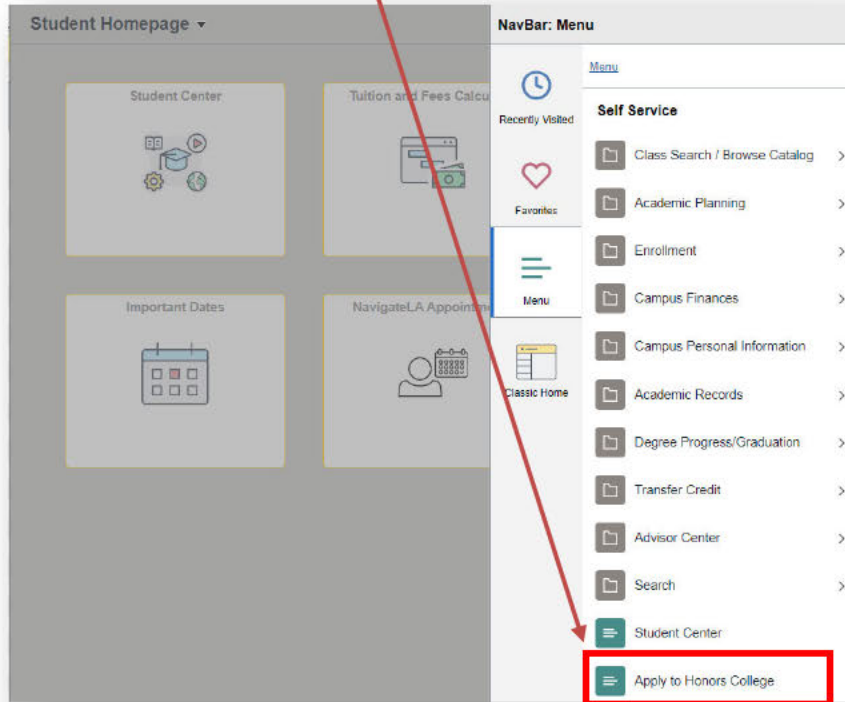 Student Homepage
NavBar: Menu
Student Center
Tuition and Fees Calcu
Important Dates
NavigateLA Appointm
Recently Visited
Favorites
Menu
Classic Home
Menu
Self Service
Class Search / Browse Catalog
Academic Planning
Enrollment
Campus Finances
Campus Personal Information
Academic Records
Degree Progress/Graduation
Transfer Credit
Advisor Center
Search
Student Center
Apply to Honors College